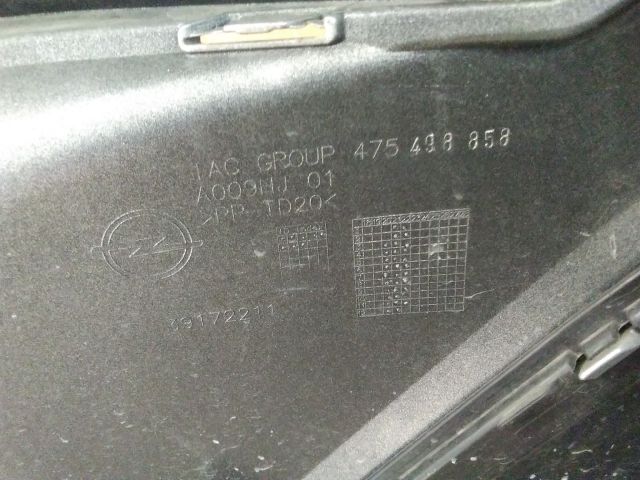 IAC GROUP 475 498 858
A009HJ 01
>PP-TD20<
39172211